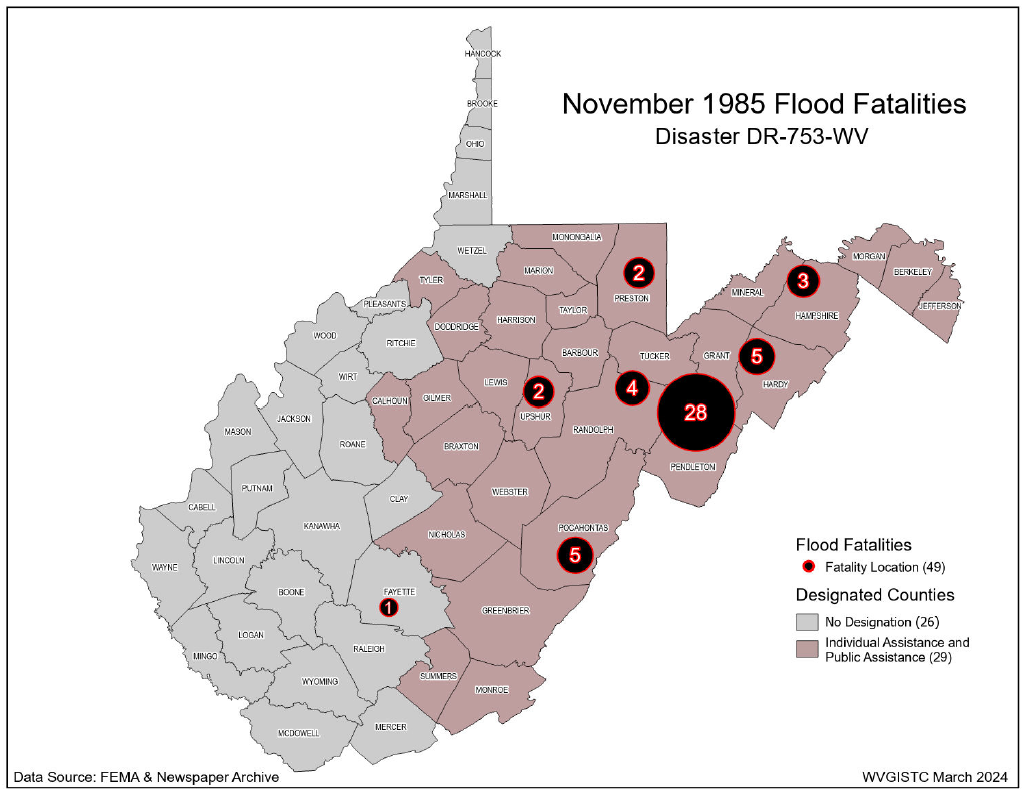 HANCOCK
November 1985 Flood Fatalities
BROOKE
Disaster DR-753-WV
OHIO
MARSHALL
MONONGALIA
WETZEL
MORGAN
MARION
2
BERKELEY
TYLER
3
MINERAL
PRESTON
PLEASANTS
JEFFERSON
TAYLOR
HAMPSHIRE
HARRISON
DODDRIDGE
WOOD
RITCHIE
BARBOUR
TUCKER
GRANT
5
WIRT
LEWIS
HARDY
4
2
CALHOUN
GILMER
28
UPSHUR
JACKSON
MASON
RANDOLPH
ROANE
BRAXTON
PENDLETON
PUTNAM
WEBSTER
CLAY
CABELL
KANAWHA
POCAHONTAS
NICHOLAS
Flood Fatalities
5
LINCOLN
WAYNE
Fatality Location (49)
BOONE
FAYETTE
Designated Counties
1
GREENBRIER
No Designation (26)
LOGAN
Individual Assistance and
RALEIGH
MINGO
Public Assistance (29)
SUMMERS
WYOMING
MONROE
MERCER
MCDOWELL
Data Source: FEMA & Newspaper Archive
WVGISTC March 2024